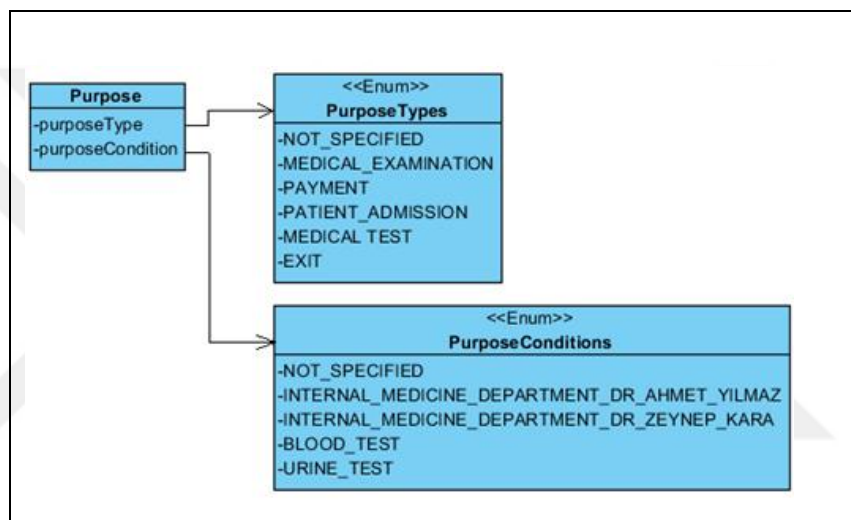 Purpose
-purposeType
-purposeCondition
<<Enum>>
PurposeTypes
-NOT_SPECIFIED
-MEDICAL_EXAMINATION
-PAYMENT
-PATIENT_ADMISSION
-MEDICAL TEST
-EXIT
<<Enum>>
PurposeConditions
-NOT_SPECIFIED
-INTERNAL_MEDICINE_DEPARTMENT_DR_AHMET_YILMAZ
-INTERNAL_MEDICINE_DEPARTMENT_DR_ZEYNEP_KARA
-BLOOD_TEST
-URINE_TEST